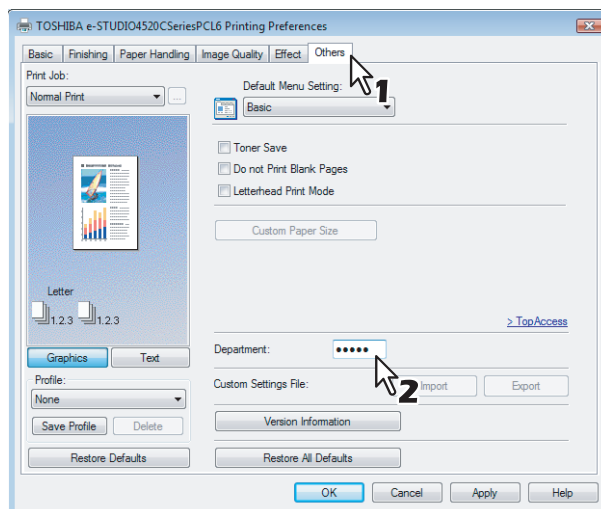 TOSHIBA e-STUDIO4520CSeriesPCL6 Printing Preferences
Basic Finishing Paper Handling Image Quality Effect Others
1
Print Job:
Normal Print ...
Default Menu Setting:
Basic
Toner Save
Do not Print Blank Pages
Letterhead Print Mode
Custom Paper Size
Letter
1.2.3 1.2.3
> TopAccess
Graphics Text
Department: •••••
2
Profile:
None
Custom Settings File: Import Export
Save Profile Delete
Version Information
Restore Defaults
Restore All Defaults
OK Cancel Apply Help